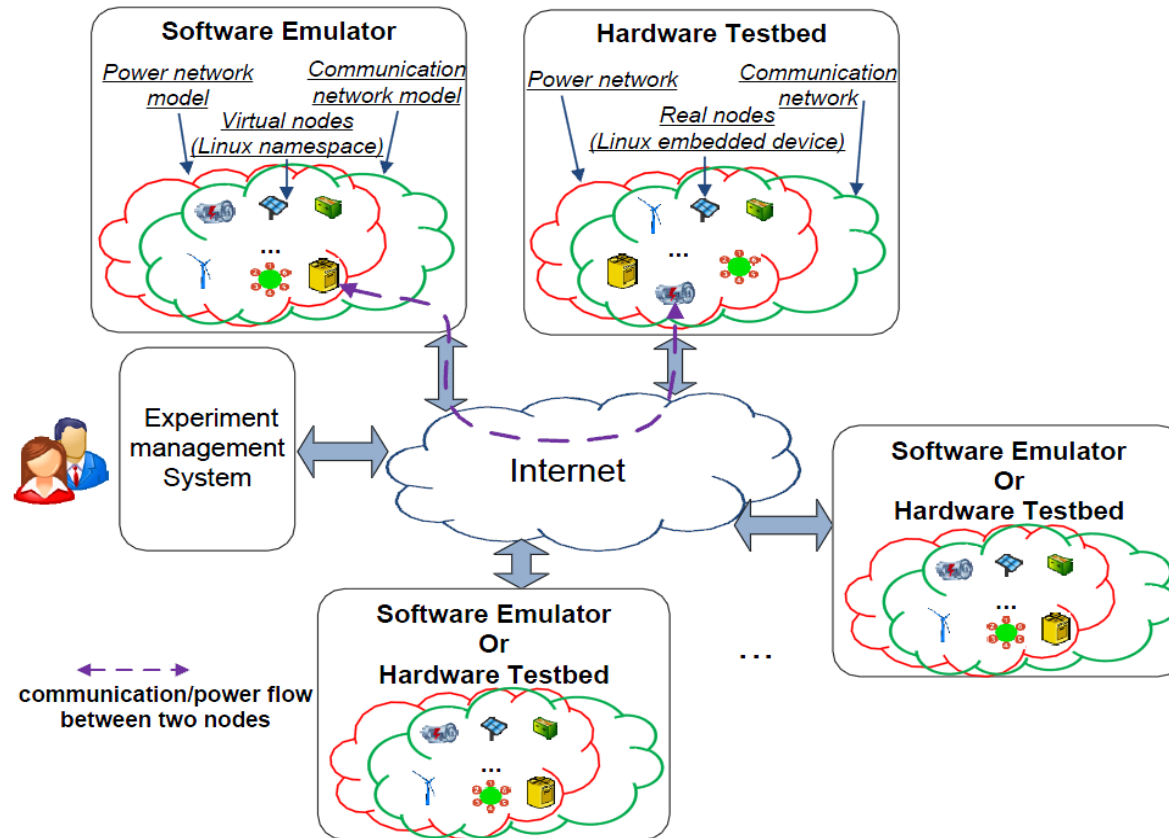 Software Emulator
Power network
model
Communication
network model
Virtual nodes
(Linux namespace)
...
Hardware Testbed
Power network
Communication
network
Real nodes
(Linux embedded device)
...
Experiment
management
System
Internet
Software Emulator
Or
Hardware Testbed
...
Software Emulator
Or
Hardware Testbed
...
...
communication/power flow
between two nodes